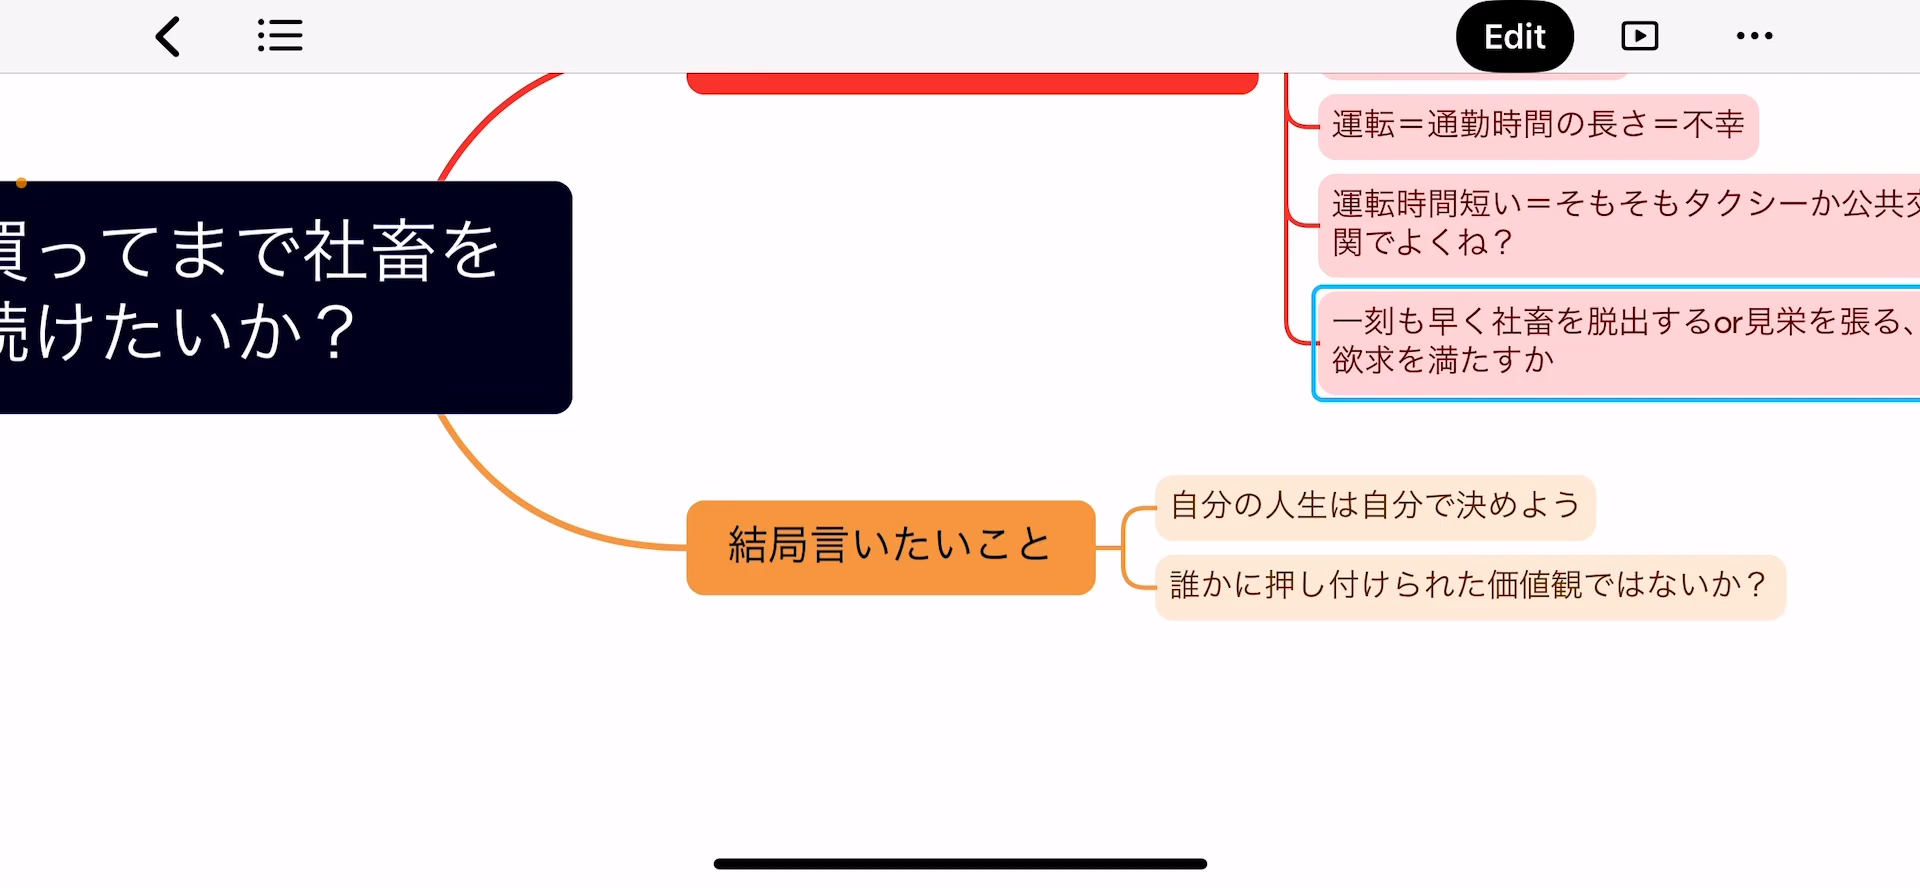 Edit
運転＝通勤時間の長さ＝不幸
運転時間短い＝そもそもタクシーか公共交
関でよくね？
一刻も早く社畜を脱出するor見栄を張る、
欲求を満たすか
買ってまで社畜を
続けたいか？
結局言いたいこと
自分の人生は自分で決めよう
誰かに押し付けられた価値観ではないか？